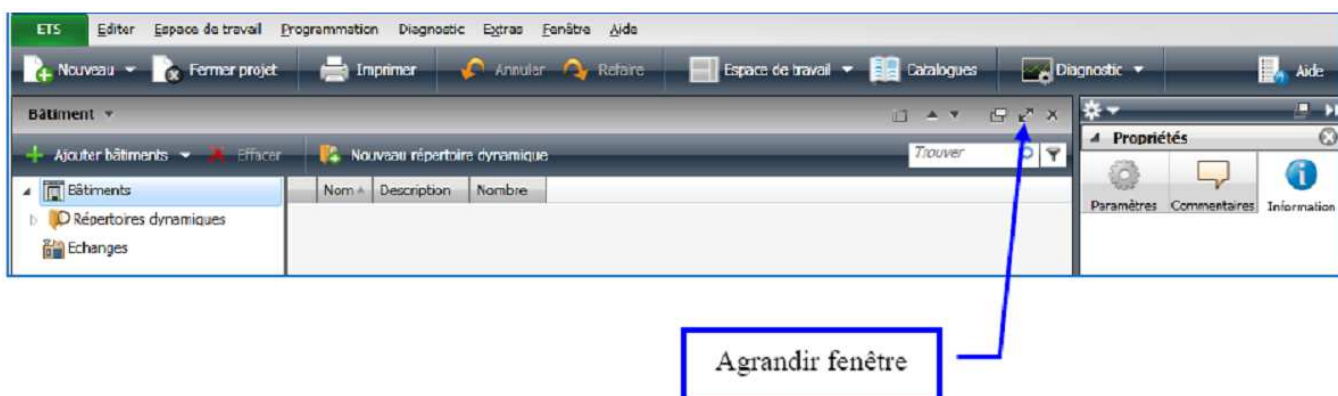 ETS Editer Espace de travail Programmation Diagnostic Extras Fenêtre Aide
Nouveau Fermer projet Imprimer Annuler Refaire Espace de travail Catalogues Diagnostic Aide
Bâtiment
Propriétés
Ajouter bâtiments Effacer Nouveau répertoire dynamique Trouver
Bâtiments Nom Description Nombre
Paramètres Commentaires Information
Répertoires dynamiques
Echanges
Agrandir fenêtre